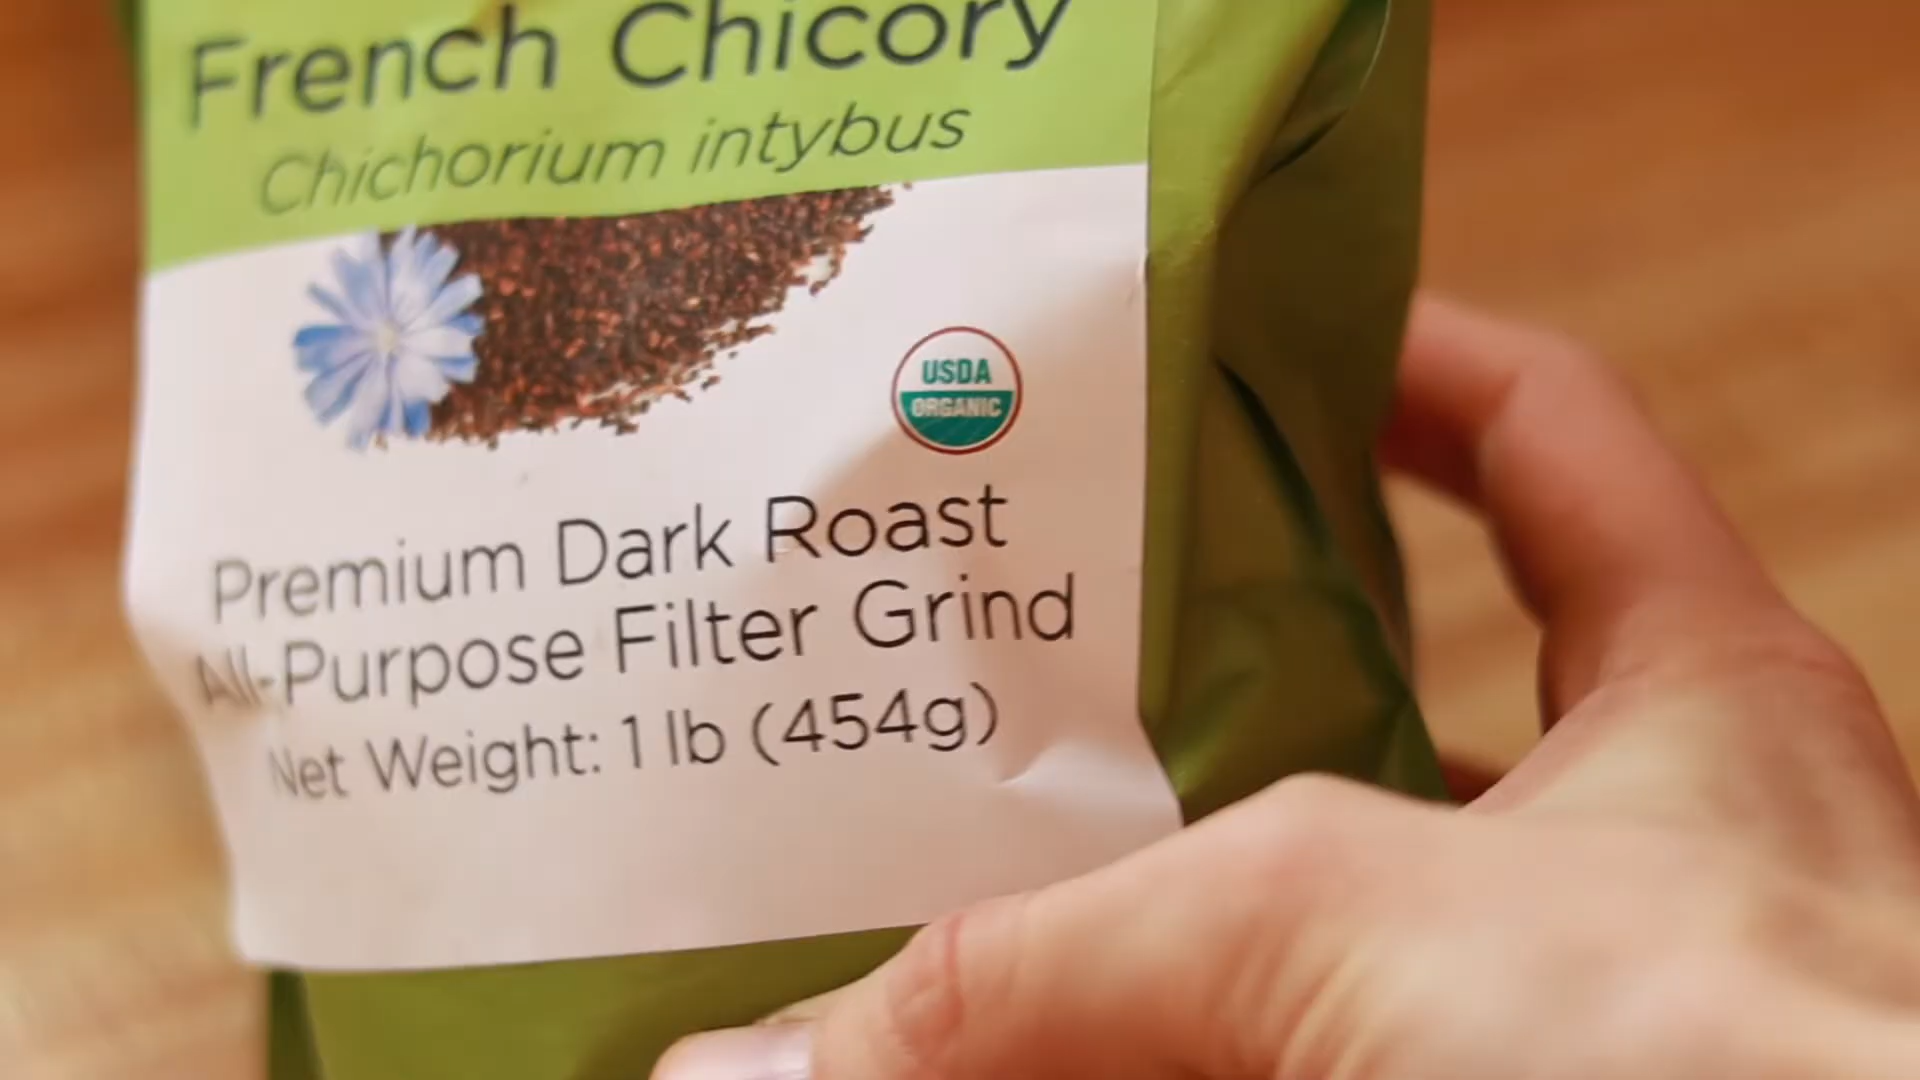 French Chicory
Chichorium intybus
USDA
ORGANIC
Premium Dark Roast
All-Purpose Filter Grind
Net Weight: 1 lb (454g)